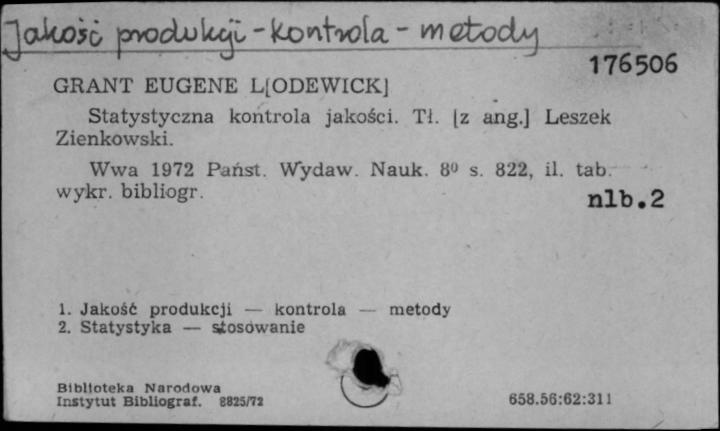 Jakość produkcji - kontrola - metody
176506
GRANT EUGENE L[ODEWICK]
Statystyczna kontrola jakości. Tł. [z ang.] Leszek
Zienkowski.
Wwa 1972 Państ. Wydaw. Nauk. 8⁰ s. 822, il. tab.
wykr. bibliogr.
nlb.2
1. Jakość produkcji — kontrola — metody
2. Statystyka — stosowanie
Biblioteka Narodowa
Instytut Bibliograf. 8825/72
658.56:62:311